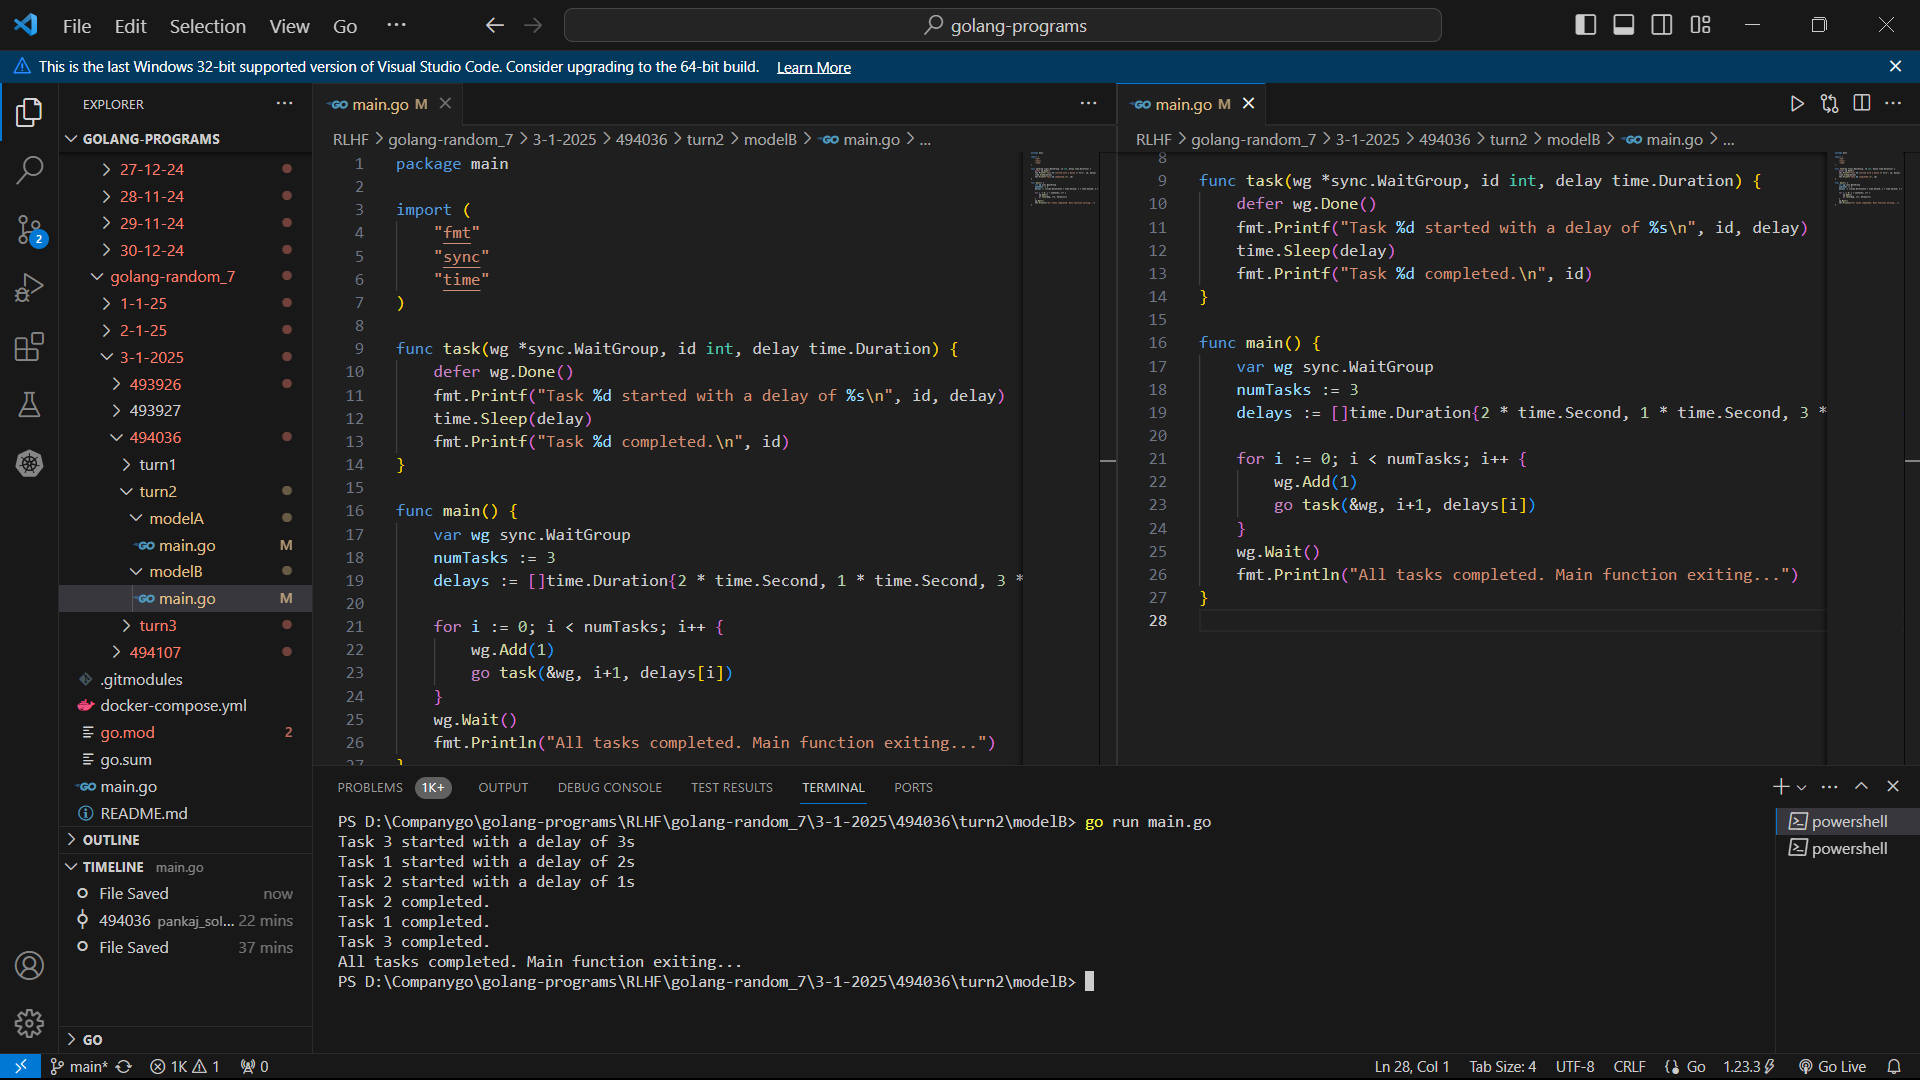 File Edit Selection View Go ···
golang-programs
This is the last Windows 32-bit supported version of Visual Studio Code. Consider upgrading to the 64-bit build. Learn More
EXPLORER
GOLANG-PROGRAMS
27-12-24
28-11-24
29-11-24
30-12-24
golang-random_7
1-1-25
2-1-25
3-1-2025
493926
493927
494036
turn1
turn2
modelA
main.go M
modelB
main.go M
turn3
494107
.gitmodules
docker-compose.yml
go.mod 2
go.sum
main.go
README.md
OUTLINE
TIMELINE main.go
File Saved now
494036 pankaj_sol... 22 mins
File Saved 37 mins
GO
2
main.go M
RLHF > golang-random_7 > 3-1-2025 > 494036 > turn2 > modelB > main.go > ...
1 package main
2
3 import (
4 "fmt"
5 "sync"
6 "time"
7 )
8
9 func task(wg *sync.WaitGroup, id int, delay time.Duration) {
10 defer wg.Done()
11 fmt.Printf("Task %d started with a delay of %s\n", id, delay)
12 time.Sleep(delay)
13 fmt.Printf("Task %d completed.\n", id)
14 }
15
16 func main() {
17 var wg sync.WaitGroup
18 numTasks := 3
19 delays := []time.Duration{2 * time.Second, 1 * time.Second, 3 *
20
21 for i := 0; i < numTasks; i++ {
22 wg.Add(1)
23 go task(&wg, i+1, delays[i])
24 }
25 wg.Wait()
26 fmt.Println("All tasks completed. Main function exiting...")
27 }
main.go M
RLHF > golang-random_7 > 3-1-2025 > 494036 > turn2 > modelB > main.go > ...
8
9 func task(wg *sync.WaitGroup, id int, delay time.Duration) {
10 defer wg.Done()
11 fmt.Printf("Task %d started with a delay of %s\n", id, delay)
12 time.Sleep(delay)
13 fmt.Printf("Task %d completed.\n", id)
14 }
15
16 func main() {
17 var wg sync.WaitGroup
18 numTasks := 3
19 delays := []time.Duration{2 * time.Second, 1 * time.Second, 3 *
20
21 for i := 0; i < numTasks; i++ {
22 wg.Add(1)
23 go task(&wg, i+1, delays[i])
24 }
25 wg.Wait()
26 fmt.Println("All tasks completed. Main function exiting...")
27 }
28
PROBLEMS 1K+ OUTPUT DEBUG CONSOLE TEST RESULTS TERMINAL PORTS
PS D:\Companygo\golang-programs\RLHF\golang-random_7\3-1-2025\494036\turn2\modelB> go run main.go
Task 3 started with a delay of 3s
Task 1 started with a delay of 2s
Task 2 started with a delay of 1s
Task 2 completed.
Task 1 completed.
Task 3 completed.
All tasks completed. Main function exiting...
PS D:\Companygo\golang-programs\RLHF\golang-random_7\3-1-2025\494036\turn2\modelB>
powershell
powershell
main* 1K 1 0 Ln 28, Col 1 Tab Size: 4 UTF-8 CRLF Go 1.23.3 Go Live